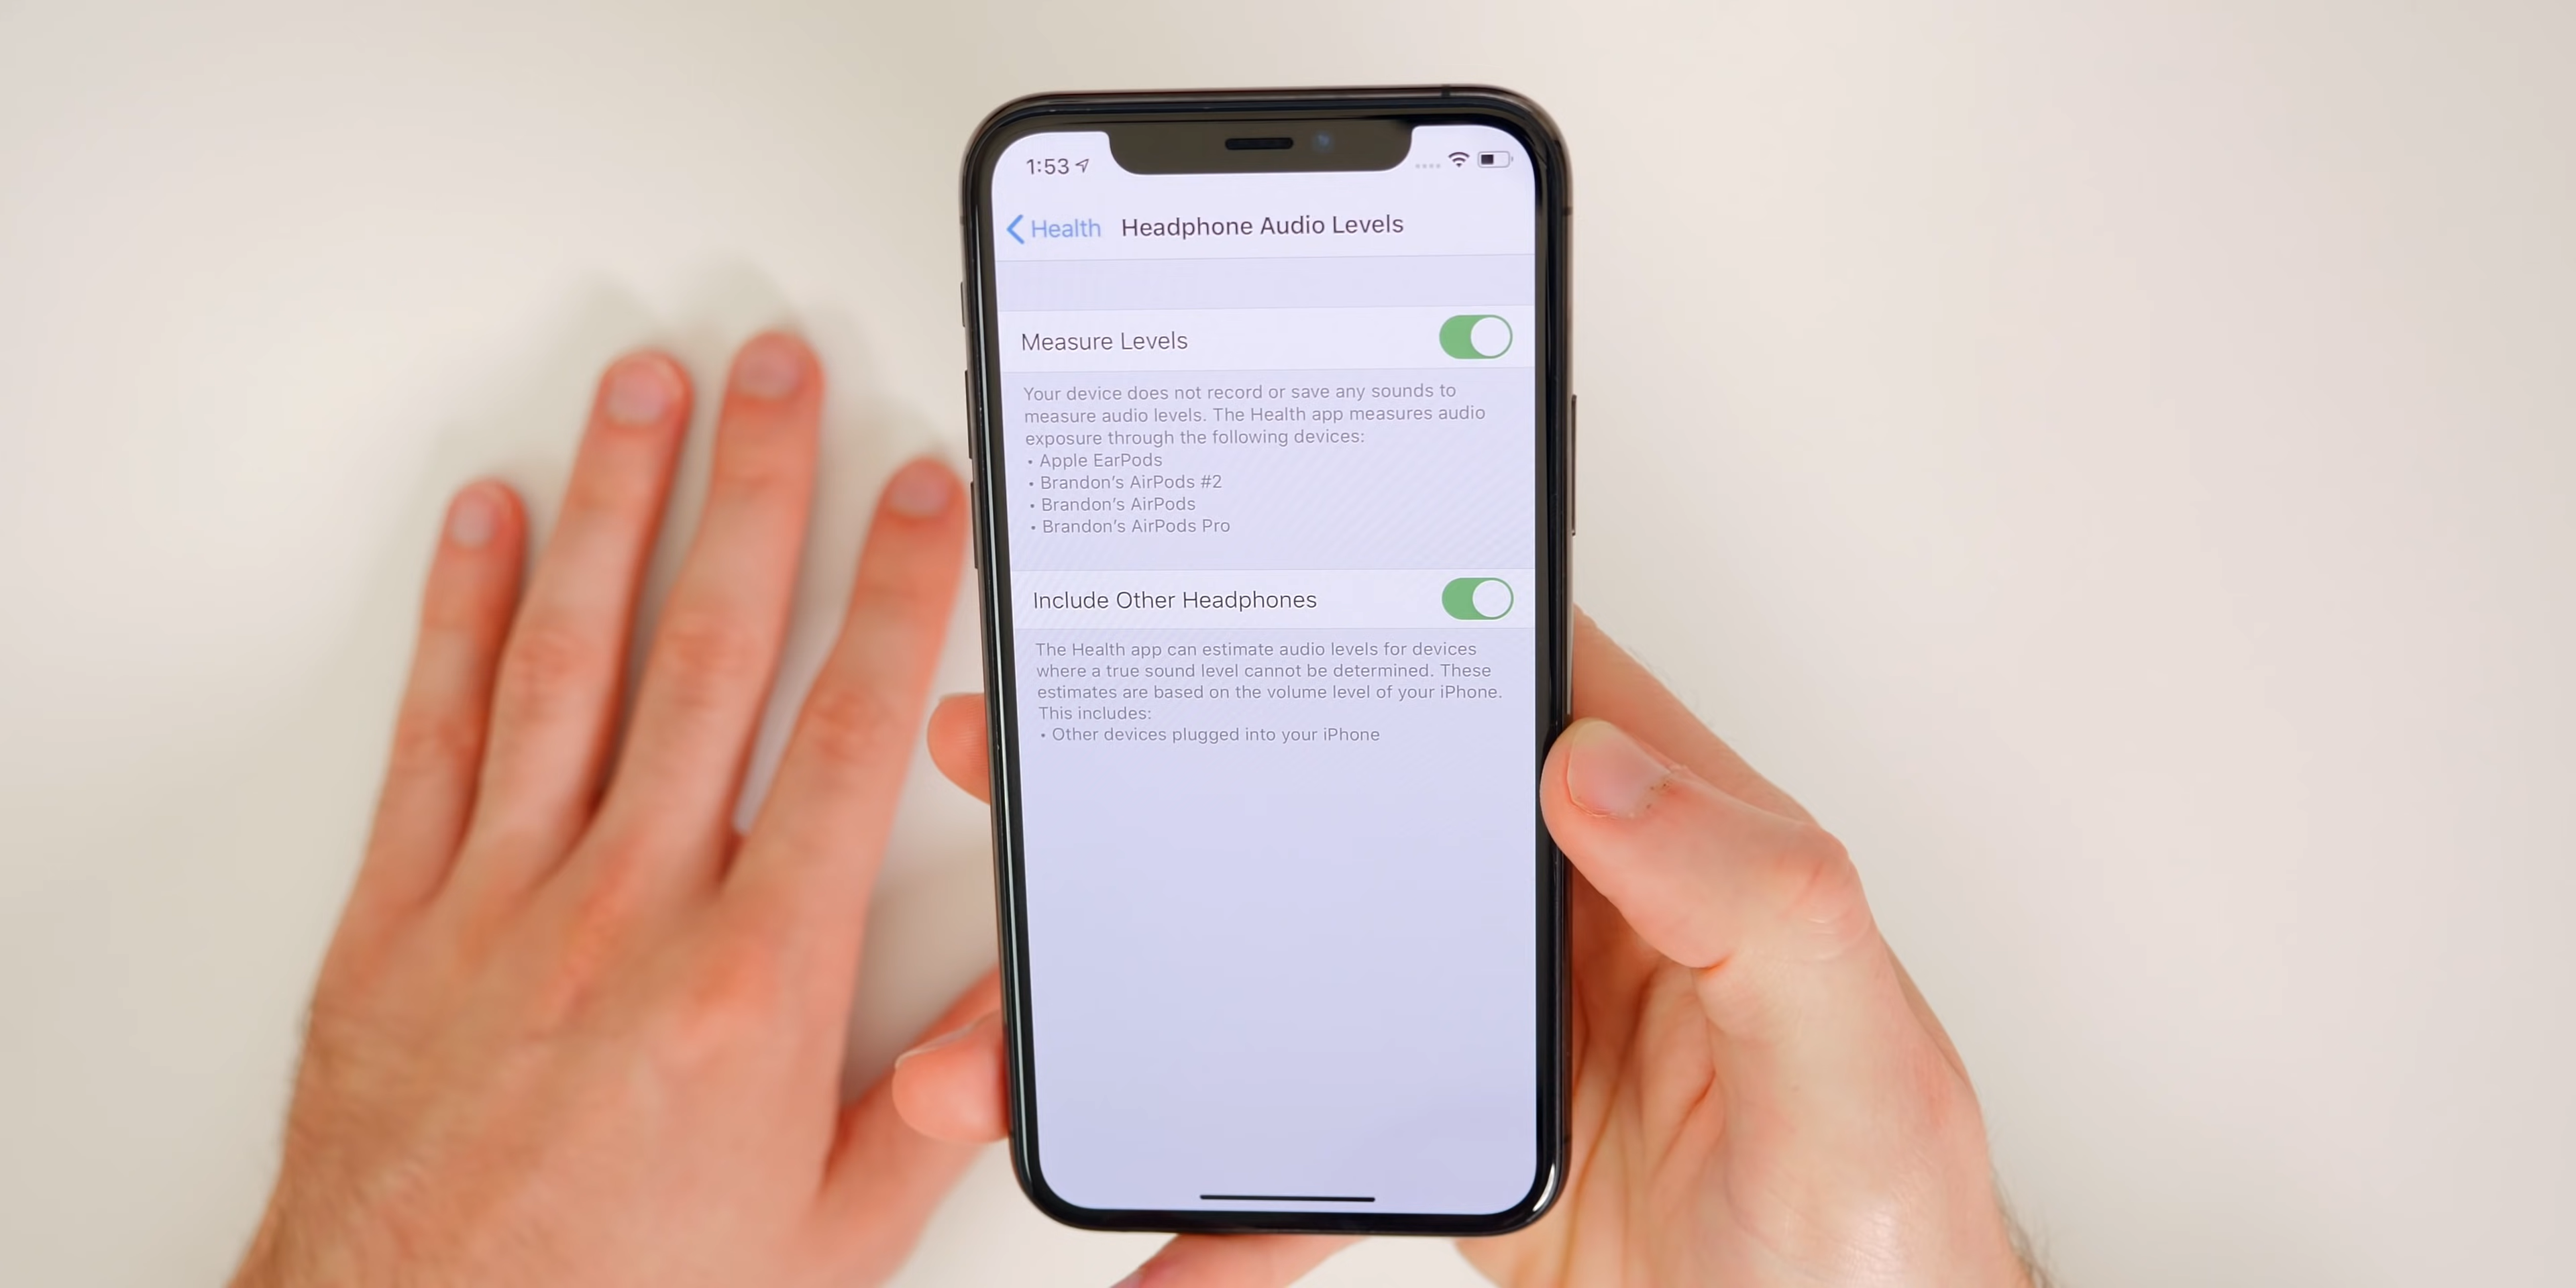 1:53
Health Headphone Audio Levels
Measure Levels
Your device does not record or save any sounds to
measure audio levels. The Health app measures audio
exposure through the following devices:
• Apple EarPods
• Brandon's AirPods #2
• Brandon's AirPods
• Brandon's AirPods Pro
Include Other Headphones
The Health app can estimate audio levels for devices
where a true sound level cannot be determined. These
estimates are based on the volume level of your iPhone.
This includes:
• Other devices plugged into your iPhone